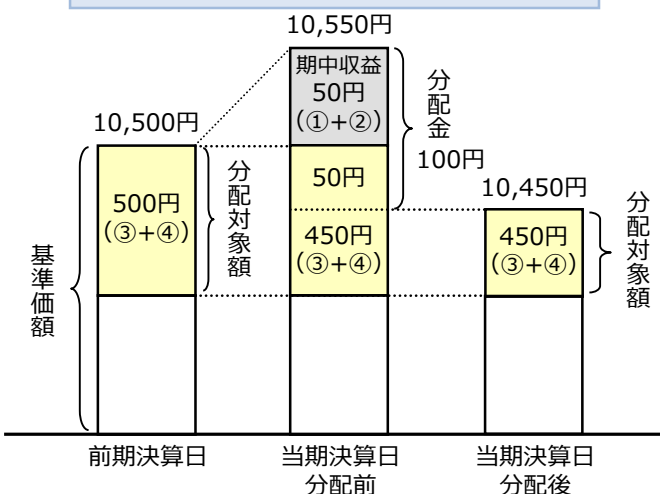 10,550円
期中収益
50円
（①＋②）
分配金
100円
10,500円
500円
（③＋④）
分配対象額
50円
450円
（③＋④）
10,450円
450円
（③＋④）
分配対象額
基準価額
前期決算日
当期決算日
分配前
当期決算日
分配後